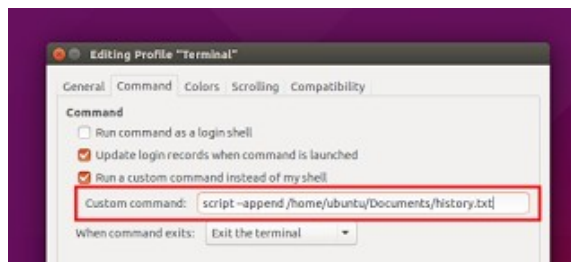 Editing Profile "Terminal"
General Command Colors Scrolling Compatibility
Command
Run command as a login shell
Update login records when command is launched
Run a custom command instead of my shell
Custom command: script –append /home/ubuntu/Documents/history.txt
When command exits: Exit the terminal